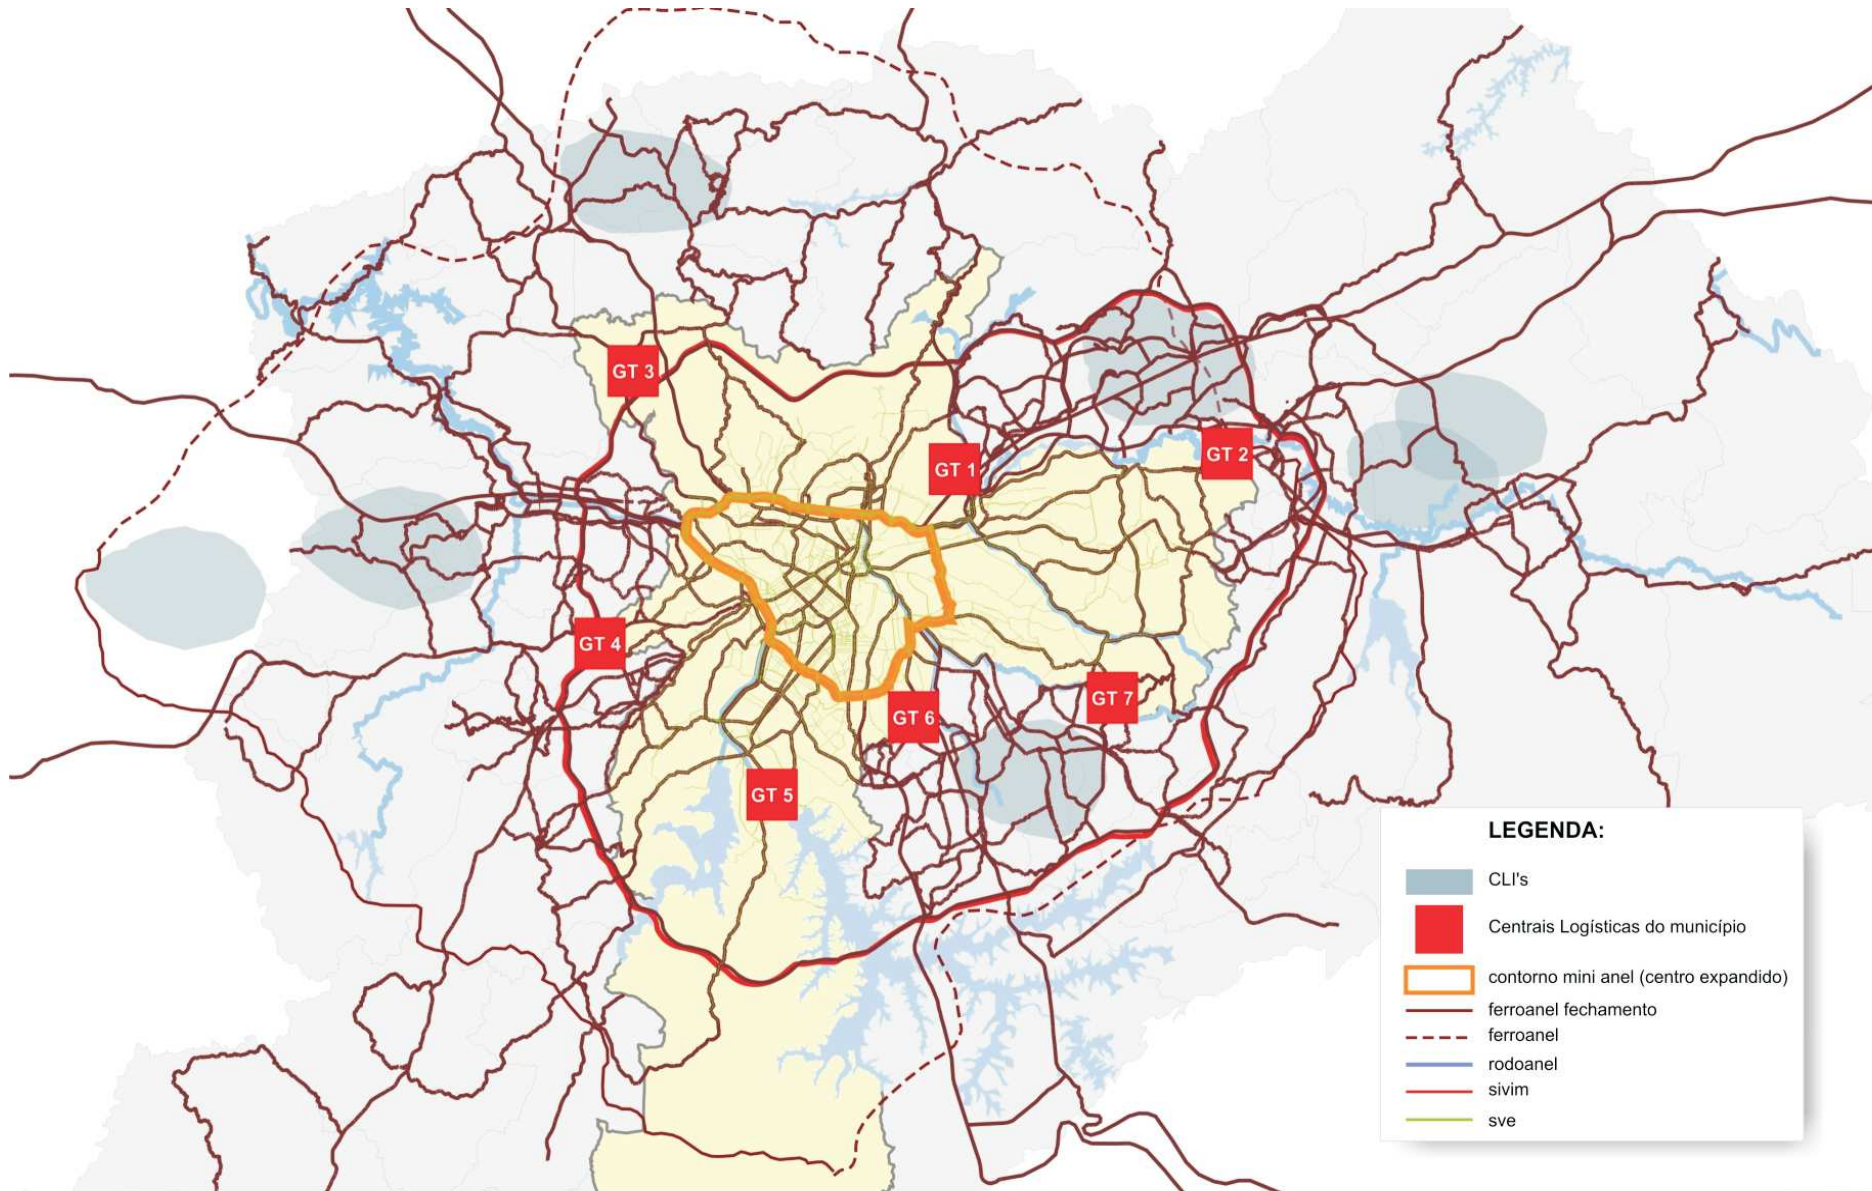 GT 3
GT 1
GT 2
GT 4
GT 7
GT 6
GT 5
LEGENDA:
CLI's
Centrais Logísticas do município
contorno mini anel (centro expandido)
ferroanel fechamento
ferroanel
rodoanel
sivim
sve